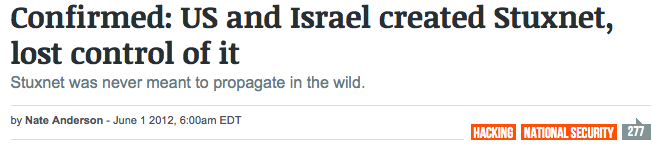 Confirmed: US and Israel created Stuxnet,
lost control of it
Stuxnet was never meant to propagate in the wild.
by Nate Anderson - June 1 2012, 6:00am EDT
HACKING NATIONAL SECURITY 277